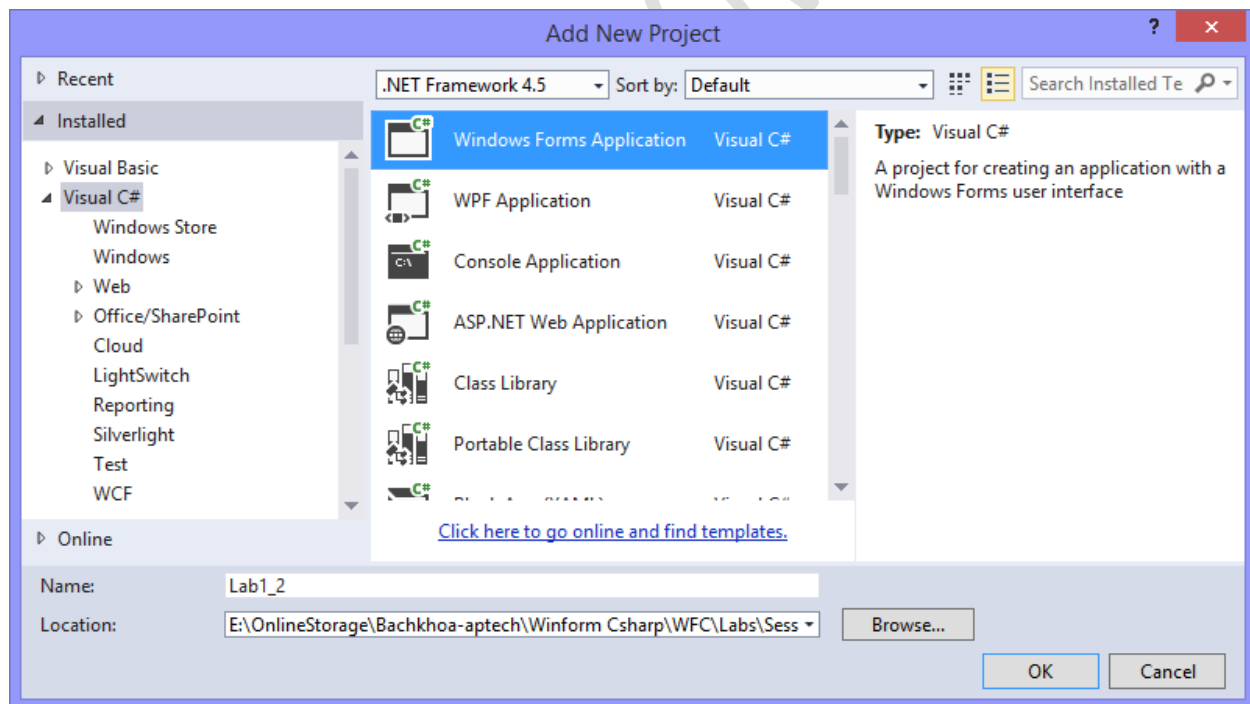 Add New Project
?
Recent
.NET Framework 4.5
Sort by:
Default
Search Installed Te
Installed
Visual Basic
Visual C#
Windows Store
Windows
Web
Office/SharePoint
Cloud
LightSwitch
Reporting
Silverlight
Test
WCF
Online
C# Windows Forms Application Visual C#
C# WPF Application Visual C#
C# C:\ Console Application Visual C#
C# ASP.NET Web Application Visual C#
C# Class Library Visual C#
C# Portable Class Library Visual C#
C#
Click here to go online and find templates.
Type: Visual C#
A project for creating an application with a
Windows Forms user interface
Name: Lab1_2
Location: E:\OnlineStorage\Bachkhoa-aptech\Winform Csharp\WFC\Labs\Sess
Browse...
OK Cancel